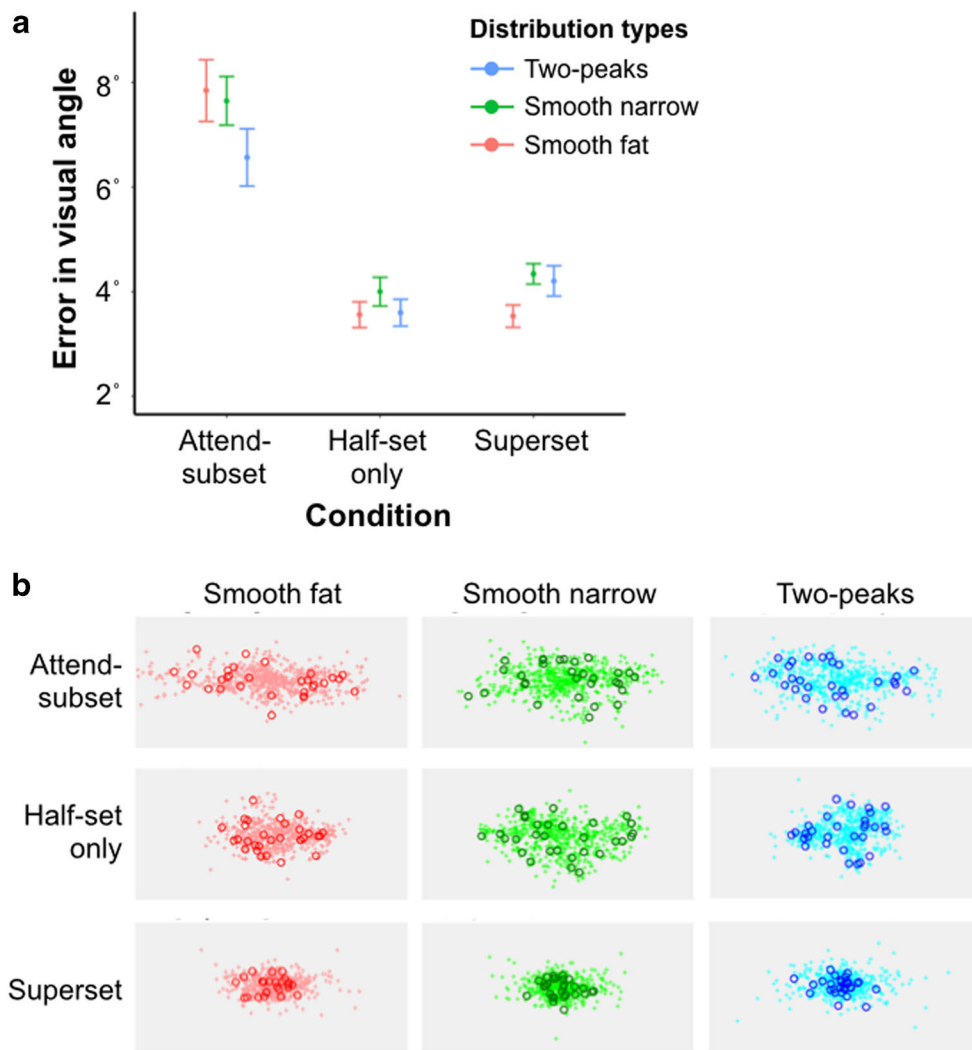 a
Distribution types
Two-peaks
Smooth narrow
Smooth fat
Error in visual angle
8°
6°
4°
2°
Attend-
subset
Half-set
only
Superset
Condition
b
Smooth fat
Smooth narrow
Two-peaks
Attend-
subset
Half-set
only
Superset